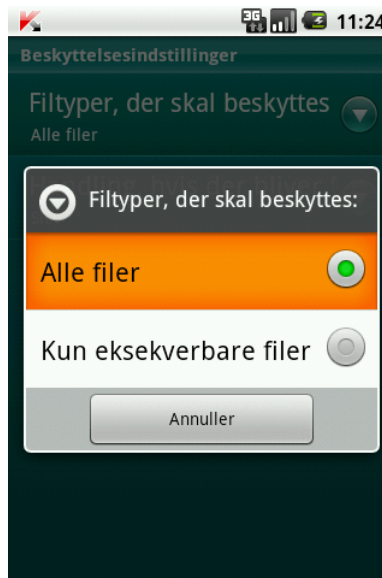 3G 11:24
Beskyttelsesindstillinger
Filtyper, der skal beskyttes
Alle filer
Filtyper, der skal beskyttes:
Alle filer
Kun eksekverbare filer
Annuller